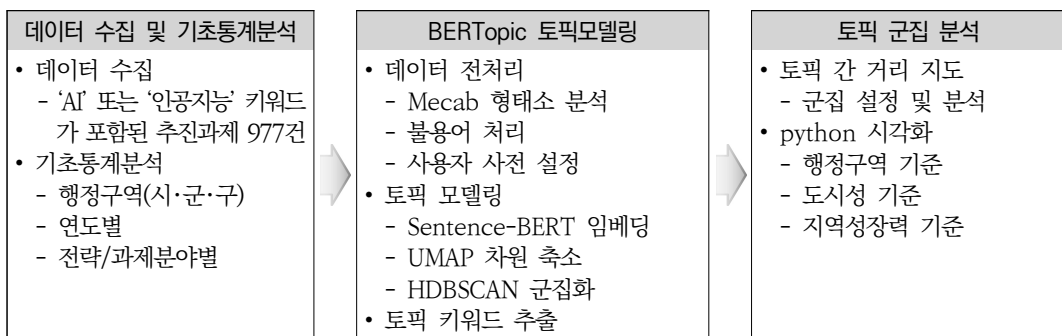 데이터 수집 및 기초통계분석
• 데이터 수집
- ‘AI’ 또는 ‘인공지능’ 키워드
가 포함된 추진과제 977건
• 기초통계분석
- 행정구역(시·군·구)
- 연도별
- 전략/과제분야별
BERTopic 토픽모델링
• 데이터 전처리
- Mecab 형태소 분석
- 불용어 처리
- 사용자 사전 설정
• 토픽 모델링
- Sentence-BERT 임베딩
- UMAP 차원 축소
- HDBSCAN 군집화
• 토픽 키워드 추출
토픽 군집 분석
• 토픽 간 거리 지도
- 군집 설정 및 분석
• python 시각화
- 행정구역 기준
- 도시성 기준
- 지역성장력 기준